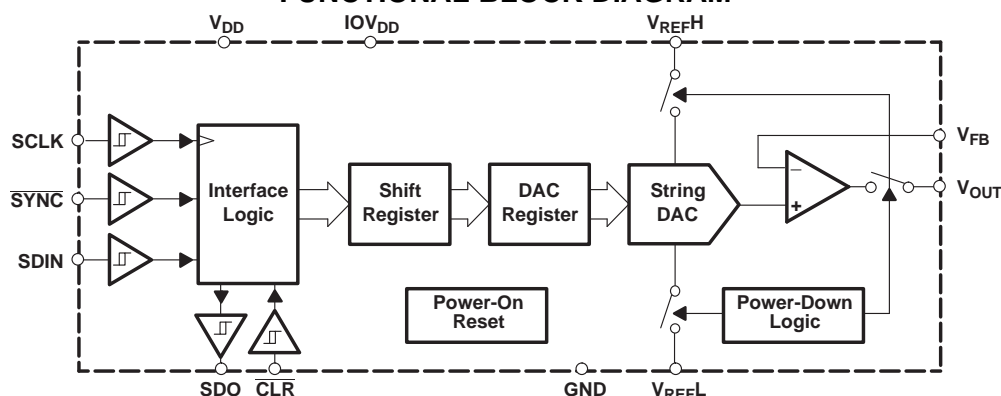 FUNCTIONAL BLOCK DIAGRAM
VDD
IOVDD
VREFH
SCLK
SYNC
SDIN
Interface
Logic
Shift
Register
DAC
Register
String
DAC
−
+
VFB
VOUT
Power-On
Reset
Power-Down
Logic
SDO
CLR
GND
VREFL